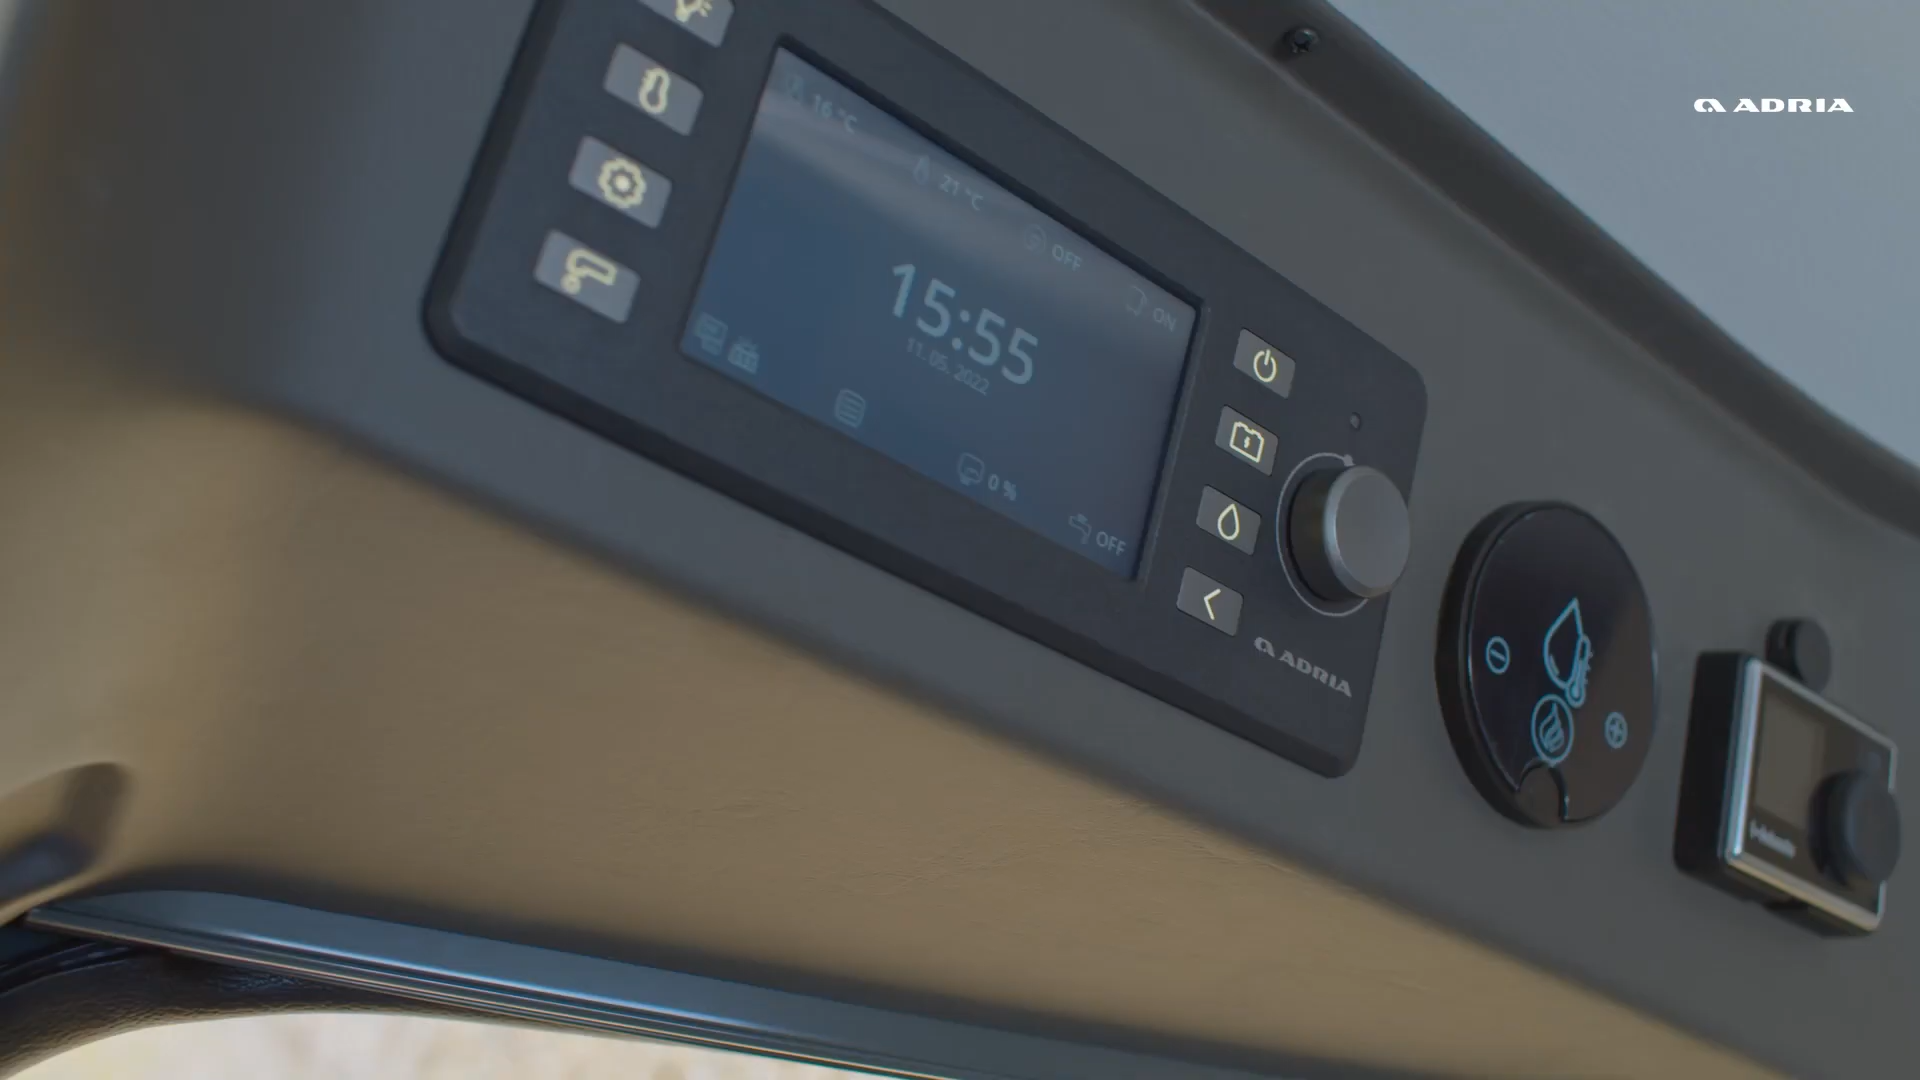 ADRIA
16 °C
21 °C
OFF
ON
15:55
11. 05. 2022
0 %
OFF
ADRIA